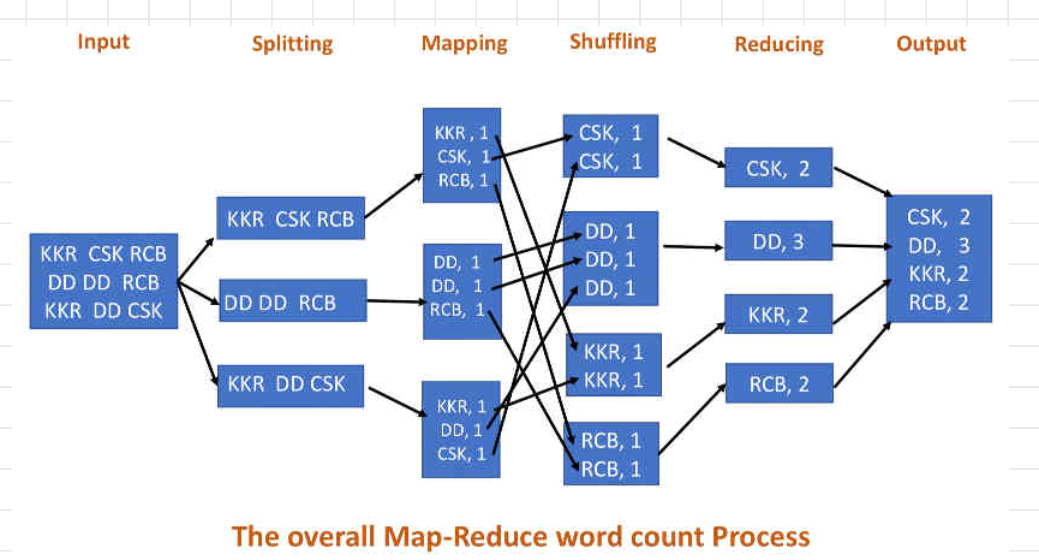 Input
Splitting
Mapping
Shuffling
Reducing
Output
KKR CSK RCB
DD DD RCB
KKR DD CSK
KKR CSK RCB
DD DD RCB
KKR DD CSK
KKR , 1
CSK, 1
RCB, 1
DD, 1
DD, 1
RCB, 1
KKR, 1
DD, 1
CSK, 1
CSK, 1
CSK, 1
DD, 1
DD, 1
DD, 1
KKR, 1
KKR, 1
RCB, 1
RCB, 1
CSK, 2
DD, 3
KKR, 2
RCB, 2
CSK, 2
DD, 3
KKR, 2
RCB, 2
The overall Map-Reduce word count Process